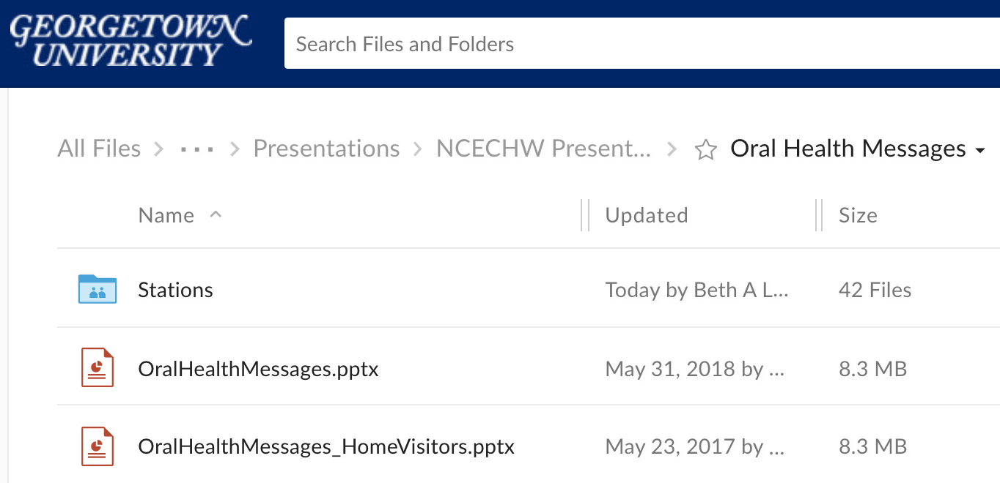 GEORGETOWN
UNIVERSITY
Search Files and Folders
All Files > ··· > Presentations > NCECHW Present... > Oral Health Messages
Name Updated Size
Stations Today by Beth A L... 42 Files
OralHealthMessages.pptx May 31, 2018 by ... 8.3 MB
OralHealthMessages_HomeVisitors.pptx May 23, 2017 by ... 8.3 MB